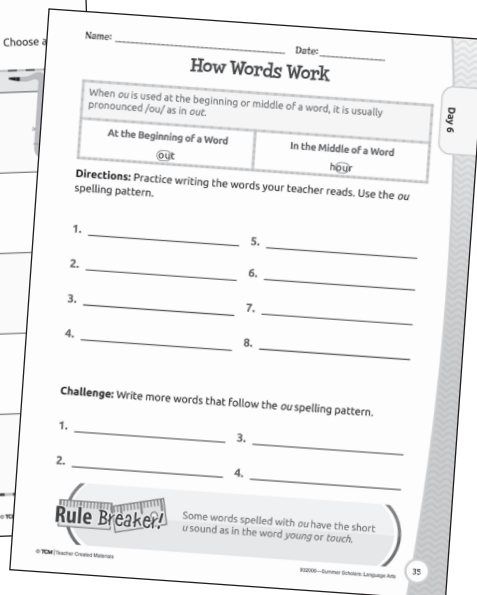 Choose a
Name:
Date:
How Words Work
When ou is used at the beginning or middle of a word, it is usually
pronounced /ou/ as in out.
At the Beginning of a Word
out
In the Middle of a Word
hour
Day 6
Directions: Practice writing the words your teacher reads. Use the ou
spelling pattern.
1.
2.
3.
4.
5.
6.
7.
8.
Challenge: Write more words that follow the ou spelling pattern.
1.
2.
3.
4.
Rule Breaker!
Some words spelled with ou have the short
u sound as in the word young or touch.
© TCM | Teacher Created Materials
—Summer Scholars: Language Arts
35
© TCM